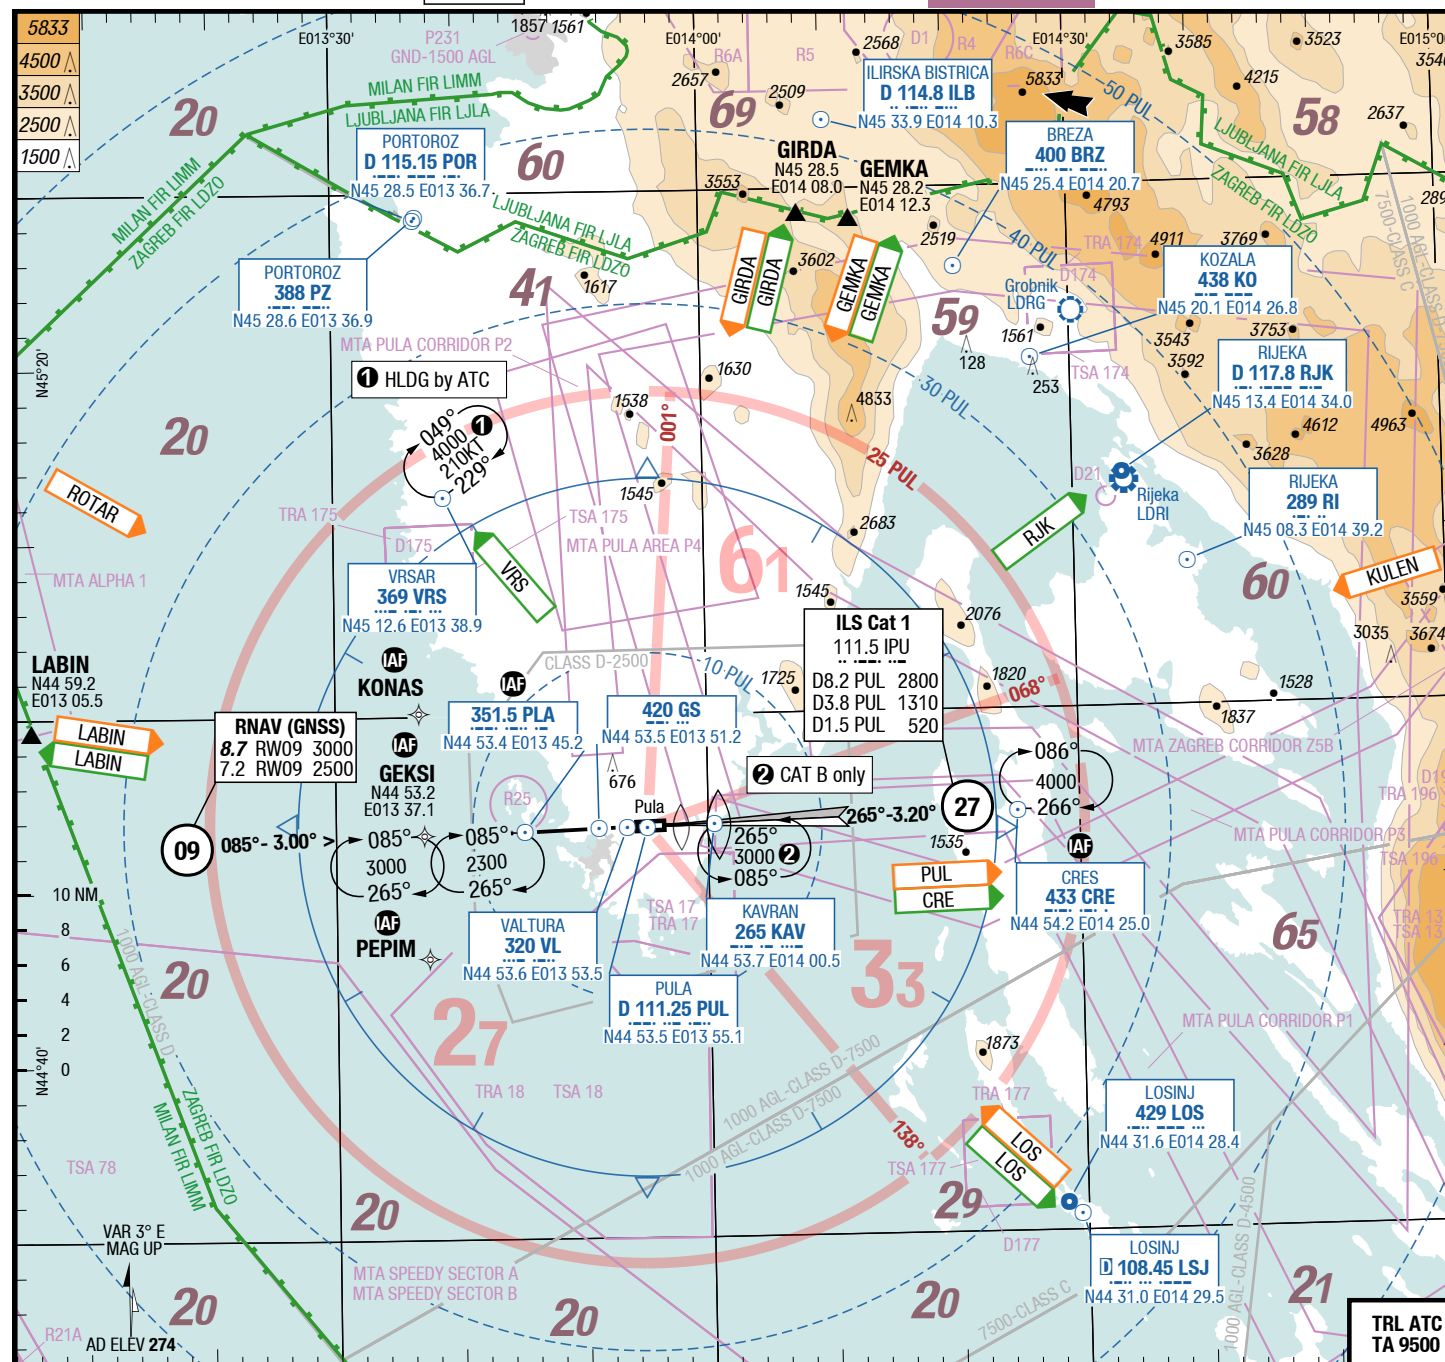 5833
4500
3500
2500
1500
E013°30'
E014°00'
E014°30'
E015°0
P231
GND-1500 AGL
1857
1561
R6A
R5
2568
D1
R4
R6C
3585
3523
3540
2657
2509
4215
2637
5833
50 PUL
MILAN FIR LIMM
LJUBLJANA FIR LJLA
20
69
58
60
ILIRSKA BISTRICA
D 114.8 ILB
N45 33.9 E014 10.3
PORTOROZ
D 115.15 POR
N45 28.5 E013 36.7
BREZA
400 BRZ
N45 25.4 E014 20.7
GIRDA
N45 28.5
E014 08.0
GEMKA
N45 28.2
E014 12.3
LJUBLJANA FIR LJLA
ZAGREB FIR LDZO
MILAN FIR LIMM
ZAGREB FIR LDZO
LJUBLJANA FIR LJLA
ZAGREB FIR LDZO
3553
4793
2519
4911
3769
289
40 PUL
TRA 174
D174
1000 AGL-CLASS D
7500-CLASS C
PORTOROZ
388 PZ
N45 28.6 E013 36.9
1617
41
3602
GIRDA
GIRDA
GEMKA
GEMKA
59
Grobnik
LDRG
1561
128
253
TSA 174
KOZALA
438 KO
N45 20.1 E014 26.8
3543
3753
3592
RIJEKA
D 117.8 RJK
N45 13.4 E014 34.0
N45°20'
MTA PULA CORRIDOR P2
1 HLDG by ATC
1630
1538
001°
4833
30 PUL
25 PUL
4963
4612
3628
049°
4000
210KT
229°
1
20
ROTAR
1545
D21
Rijeka
LDRI
RIJEKA
289 RI
N45 08.3 E014 39.2
TRA 175
TSA 175
D175
MTA PULA AREA P4
2683
RJK
61
MTA ALPHA 1
VRS
VRSAR
369 VRS
N45 12.6 E013 38.9
60
KULEN
3559
X
3674
3035
1545
2076
ILS Cat 1
111.5 IPU
D8.2 PUL 2800
D3.8 PUL 1310
D1.5 PUL 520
LABIN
N44 59.2
E013 05.5
IAF
KONAS
IAF
CLASS D-2500
10 PUL
1725
1820
068°
1528
1837
LABIN
LABIN
RNAV (GNSS)
8.7 RW09 3000
7.2 RW09 2500
351.5 PLA
N44 53.4 E013 45.2
420 GS
N44 53.5 E013 51.2
IAF
GEKSI
N44 53.2
E013 37.1
676
R25
Pula
2 CAT B only
MTA ZAGREB CORRIDOR Z5B
D19
TRA 196
086°
4000
266°
09
085°- 3.00° >
085°
3000
265°
085°
2300
265°
265°
3000 2
085°
265°-3.20°
27
1535
IAF
MTA PULA CORRIDOR P3
TSA 196
PUL
CRE
CRES
433 CRE
N44 54.2 E014 25.0
10 NM
8
6
4
2
0
IAF
PEPIM
VALTURA
320 VL
N44 53.6 E013 53.5
TSA 17
TRA 17
KAVRAN
265 KAV
N44 53.7 E014 00.5
65
TRA 13
TSA 13
1000 AGL-CLASS D
20
PULA
D 111.25 PUL
N44 53.5 E013 55.1
33
27
MTA PULA CORRIDOR P1
N44°40'
1873
TRA 18
TSA 18
1000 AGL-CLASS D-7500
1000 AGL-CLASS D-7500
TRA 177
138°
LOS
LOS
LOSINJ
429 LOS
N44 31.6 E014 28.4
TSA 78
ZAGREB FIR LDZO
MILAN FIR LIMM
TSA 177
29
20
D177
VAR 3° E
MAG UP
LOSINJ
D 108.45 LSJ
N44 31.0 E014 29.5
1000 AGL-CLASS D-4500
MTA SPEEDY SECTOR A
MTA SPEEDY SECTOR B
20
20
20
21
7500-CLASS C
R21A
AD ELEV 274
TRL ATC
TA 9500